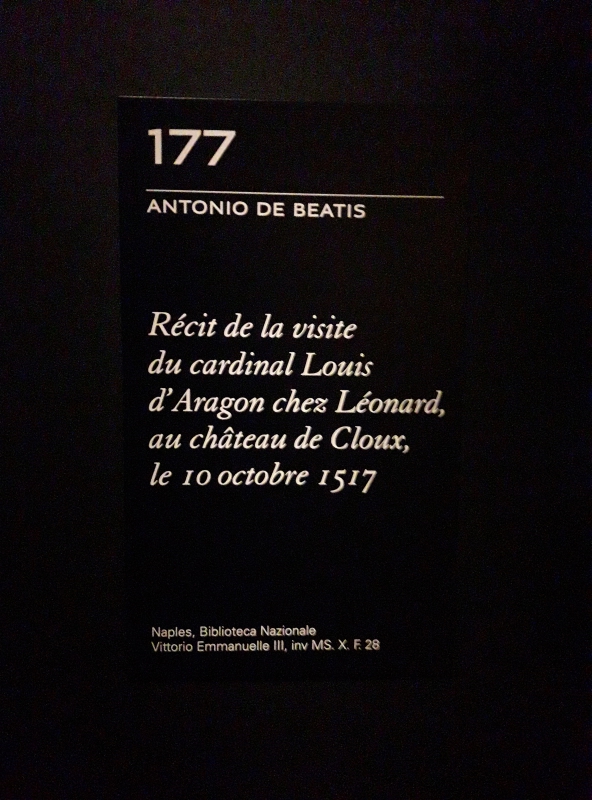 177
ANTONIO DE BEATIS
Récit de la visite
du cardinal Louis
d'Aragon chez Léonard,
au château de Cloux,
le 10 octobre 1517
Naples, Biblioteca Nazionale
Vittorio Emmanuelle III, inv MS. X. F. 28